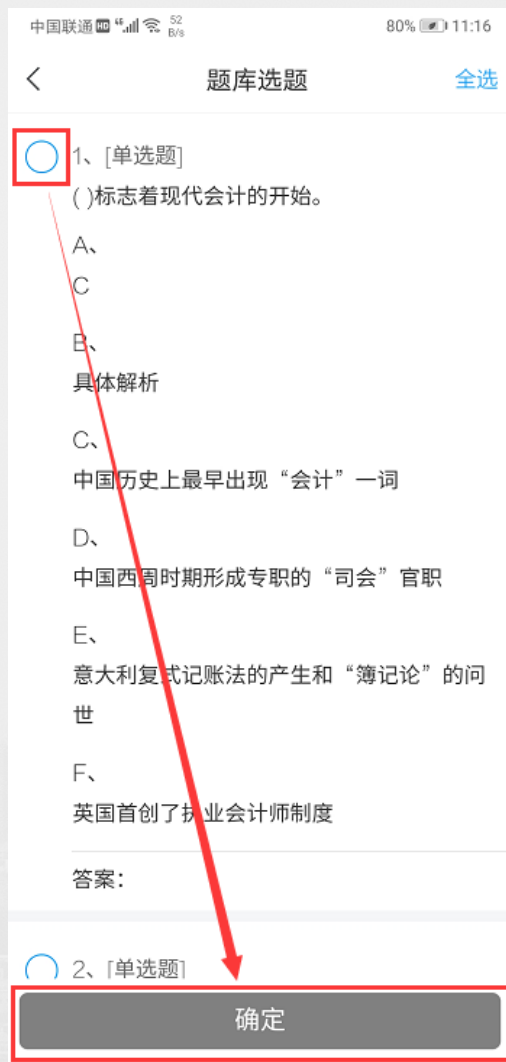 中国联通 HD 4G 52 B/s 80% 11:16
题库选题 全选
1、[单选题]
( )标志着现代会计的开始。
A、
C
B、
具体解析
C、
中国历史上最早出现“会计”一词
D、
中国西周时期形成专职的“司会”官职
E、
意大利复式记账法的产生和“簿记论”的问
世
F、
英国首创了执业会计师制度
答案：
2、[单选题]
确定